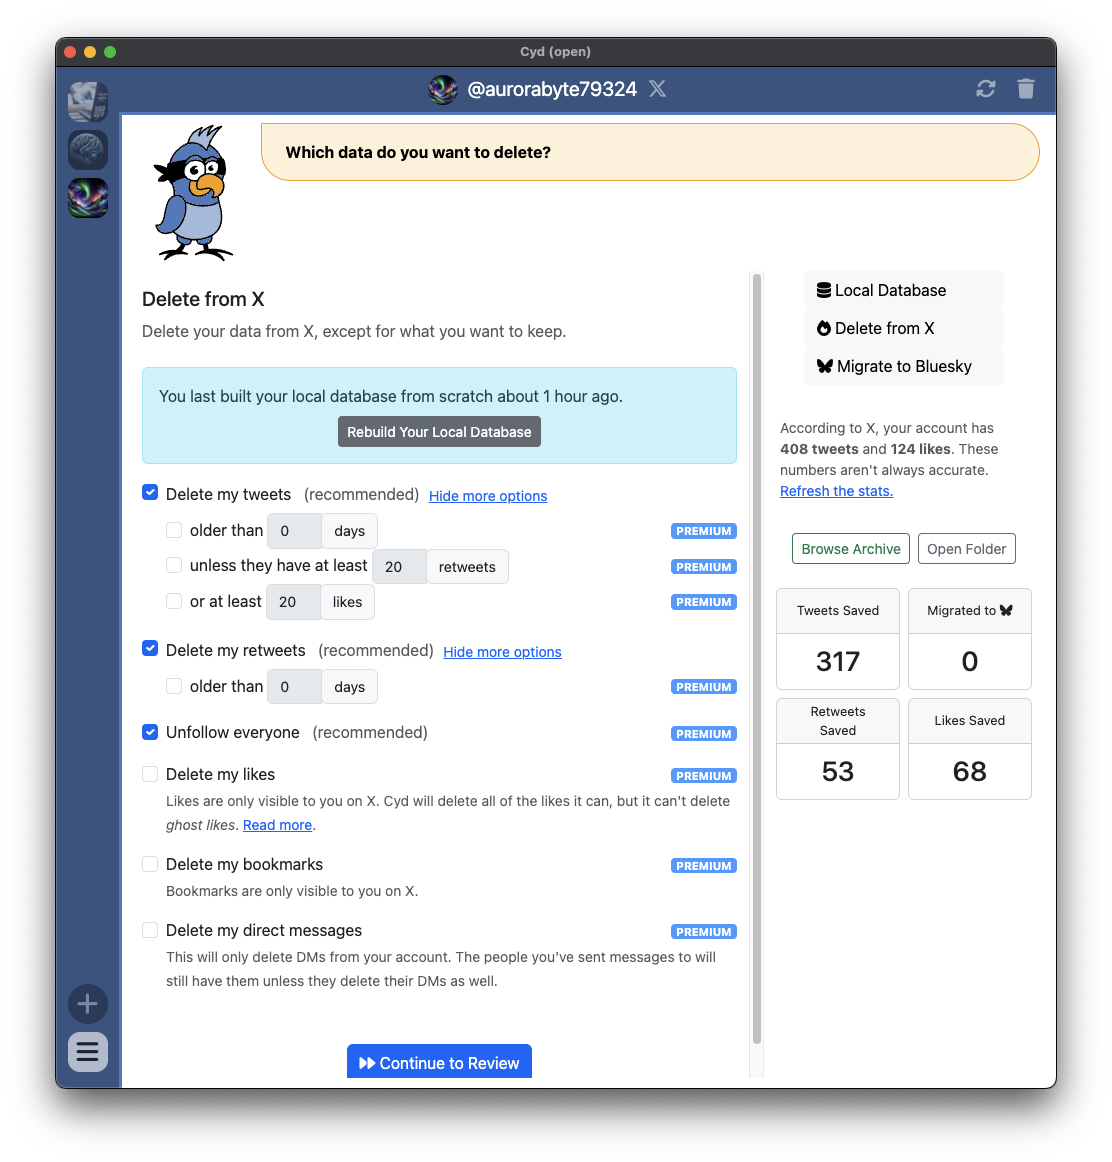 Cyd (open)
@aurorabyte79324
Which data do you want to delete?
Delete from X
Delete your data from X, except for what you want to keep.
You last built your local database from scratch about 1 hour ago.
Rebuild Your Local Database
Delete my tweets (recommended) Hide more options
older than 0 days PREMIUM
unless they have at least 20 retweets PREMIUM
or at least 20 likes PREMIUM
Delete my retweets (recommended) Hide more options
older than 0 days PREMIUM
Unfollow everyone (recommended) PREMIUM
Delete my likes PREMIUM
Likes are only visible to you on X. Cyd will delete all of the likes it can, but it can't delete
ghost likes. Read more.
Delete my bookmarks PREMIUM
Bookmarks are only visible to you on X.
Delete my direct messages PREMIUM
This will only delete DMs from your account. The people you've sent messages to will
still have them unless they delete their DMs as well.
Continue to Review
Local Database
Delete from X
Migrate to Bluesky
According to X, your account has
408 tweets and 124 likes. These
numbers aren't always accurate.
Refresh the stats.
Browse Archive Open Folder
Tweets Saved
317
Migrated to
0
Retweets
Saved
53
Likes Saved
68